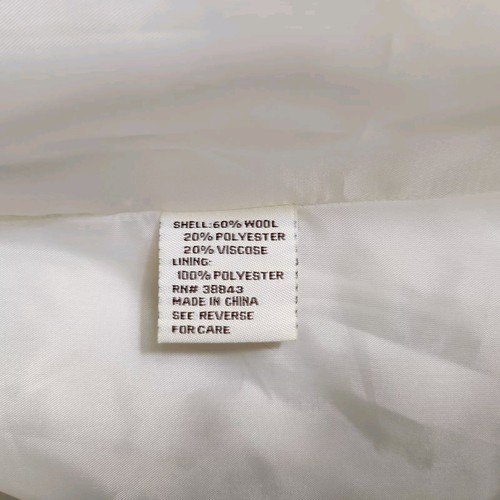 SHELL: 60% WOOL
20% POLYESTER
20% VISCOSE
LINING:
100% POLYESTER
RN# 38843
MADE IN CHINA
SEE REVERSE
FOR CARE